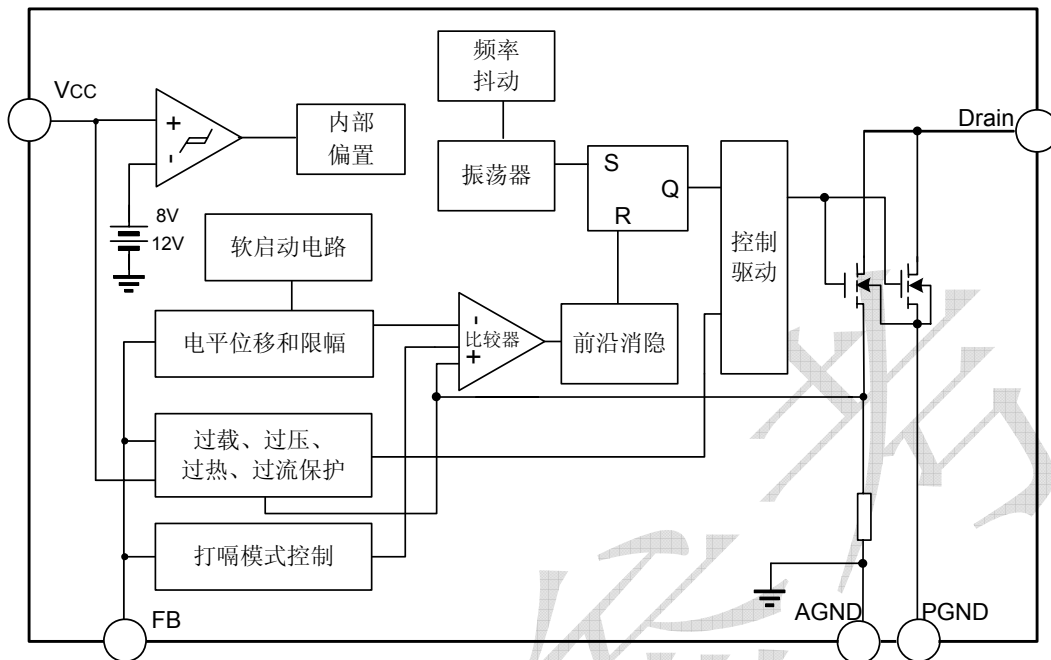 频率
抖动
VCC
Drain
+
-
内部
偏置
振荡器
S
Q
R
8V
12V
控制
驱动
软启动电路
电平位移和限幅
-
比较器
+
前沿消隐
过载、过压、
过热、过流保护
打嗝模式控制
FB
AGND
PGND